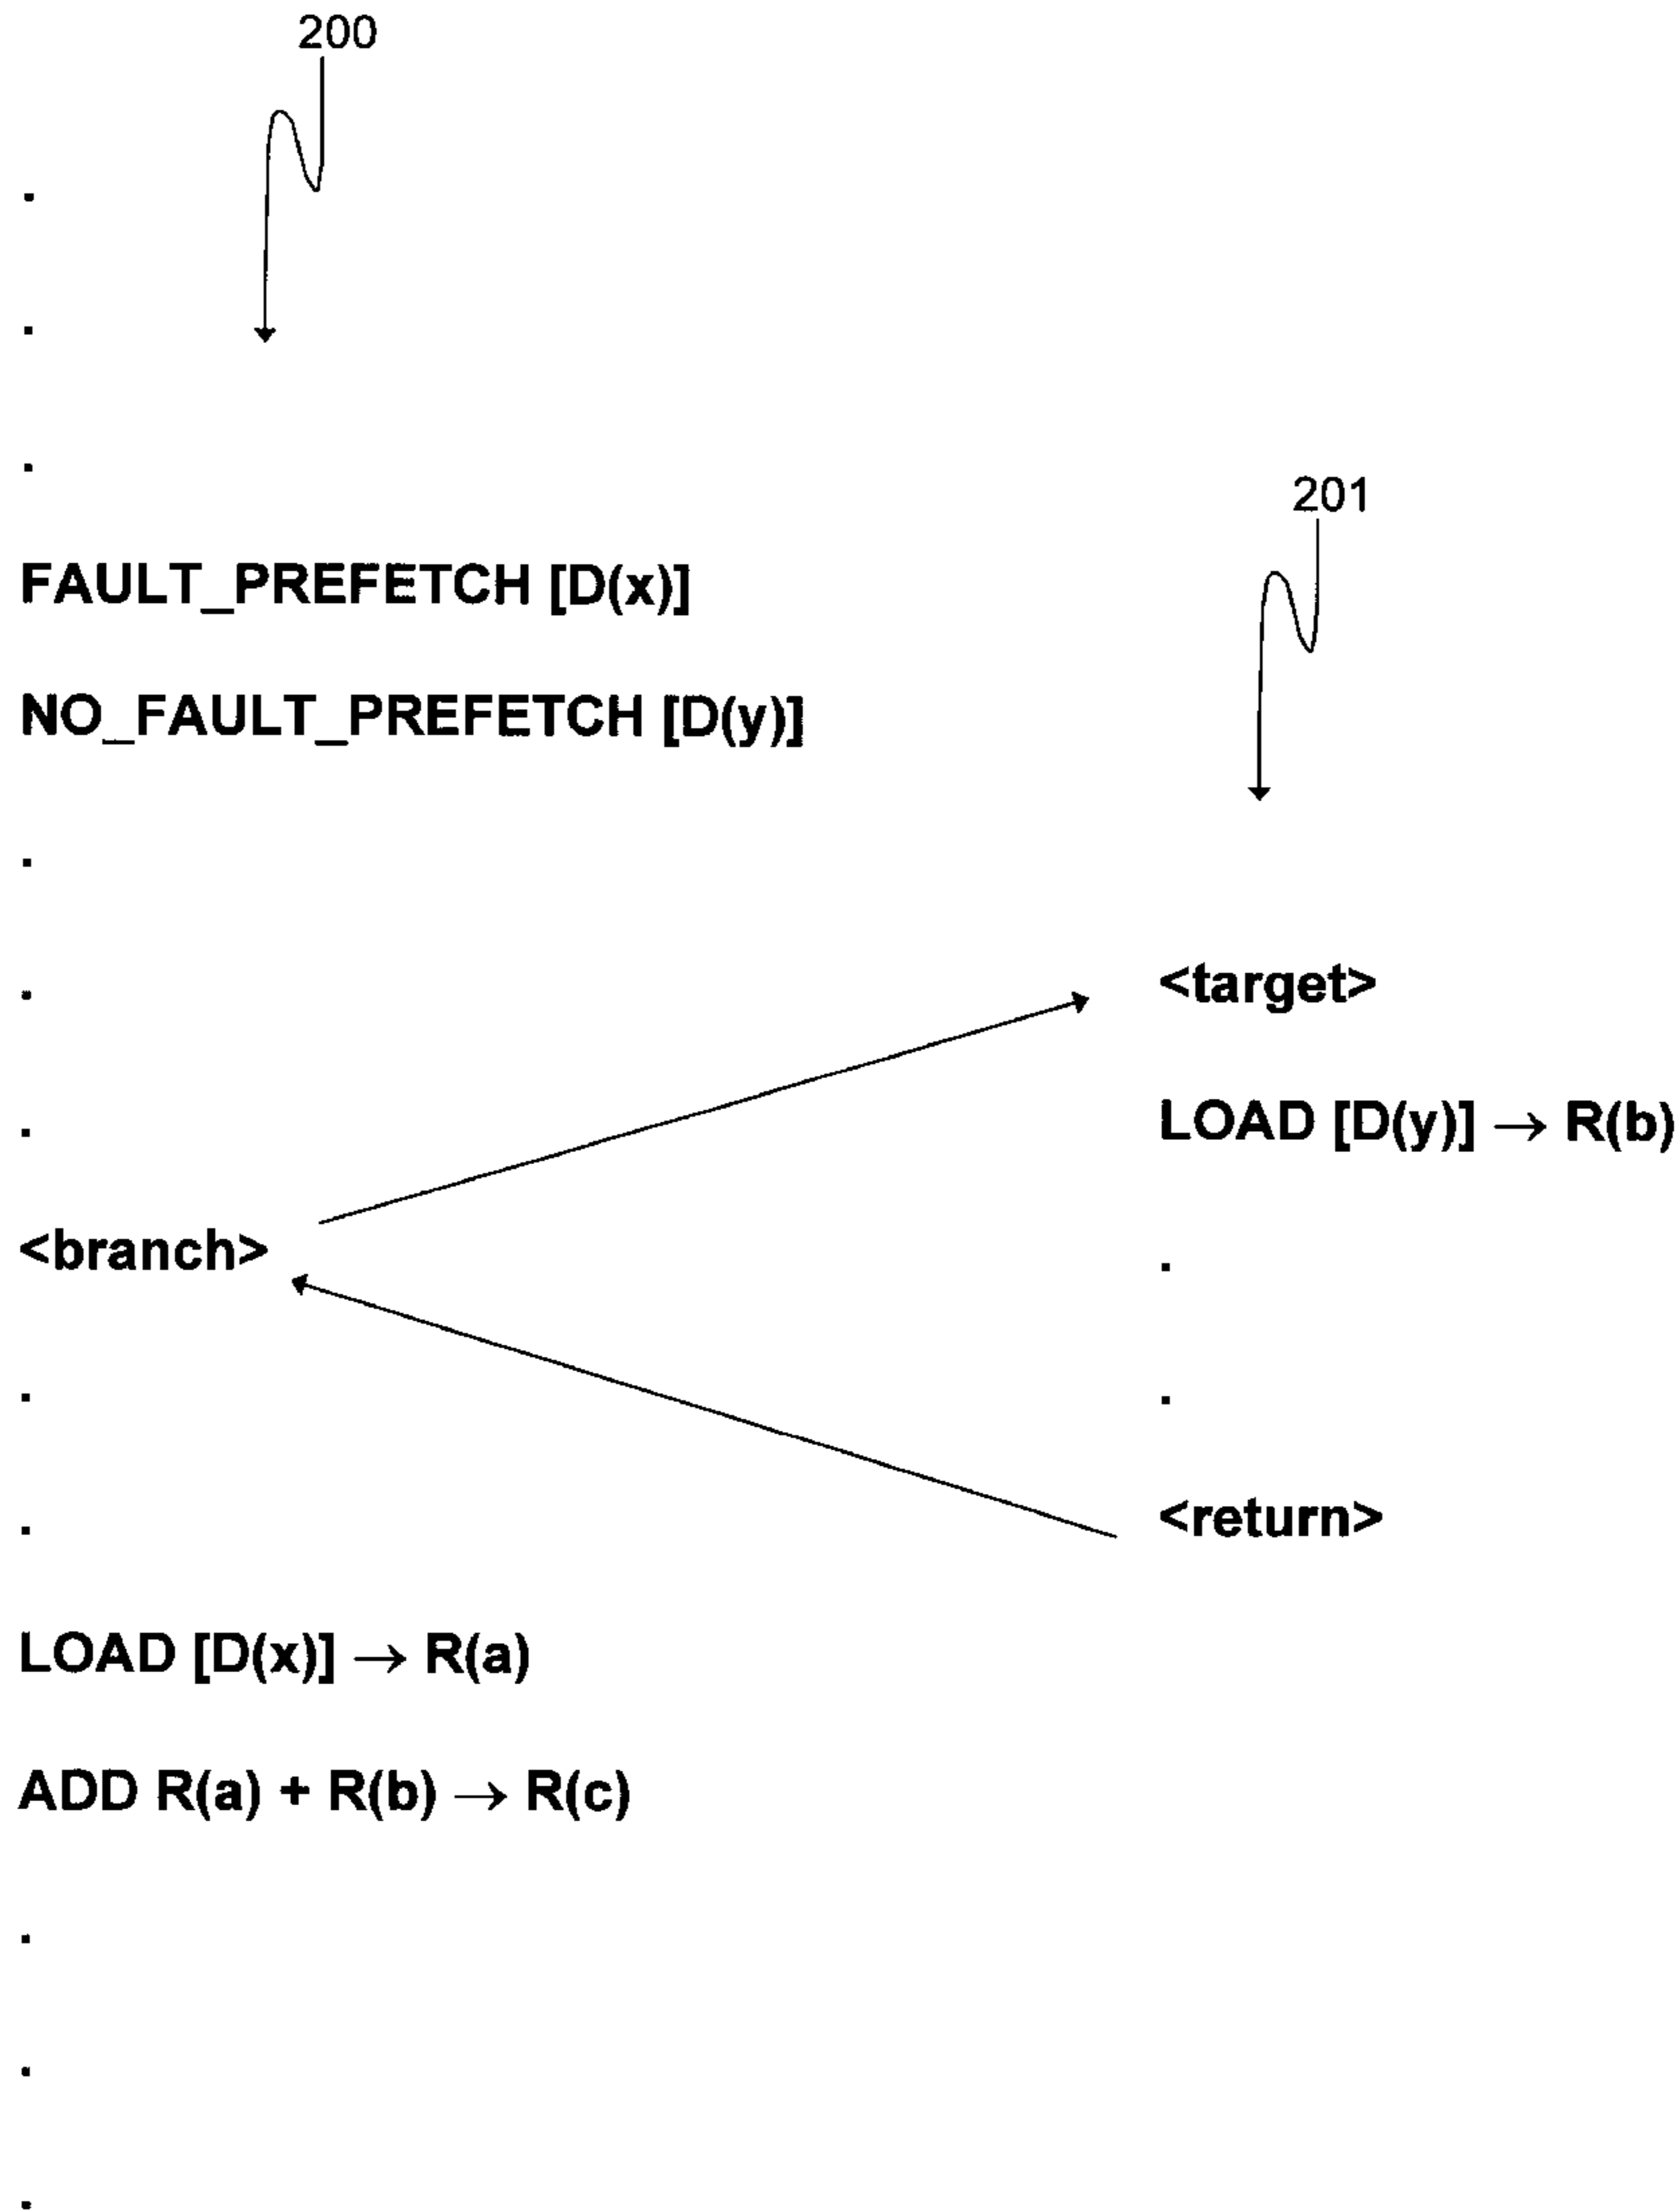 200
.
.
.
FAULT_PREFETCH [D(x)]
NO_FAULT_PREFETCH [D(y)]
.
.
.
<branch>
.
.
LOAD [D(x)] → R(a)
ADD R(a) + R(b) → R(c)
.
.
.
201
<target>
LOAD [D(y)] → R(b)
.
.
<return>